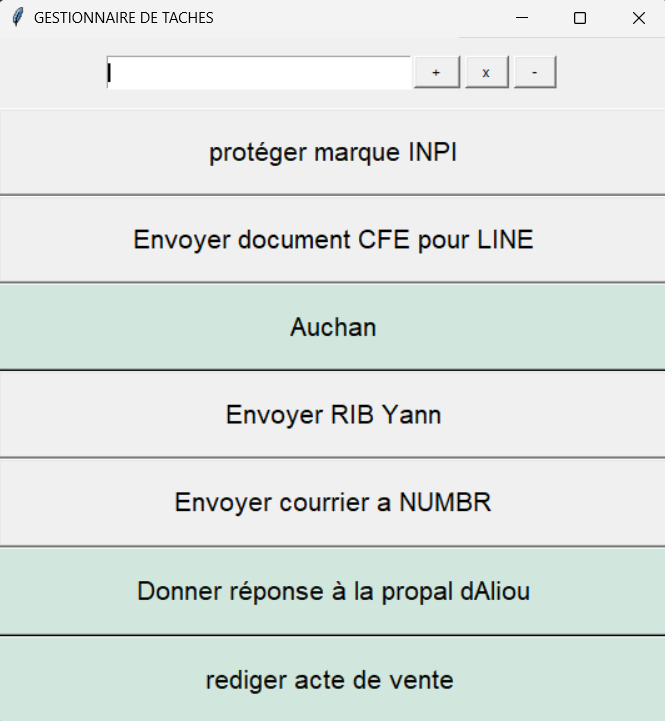 GESTIONNAIRE DE TACHES
+ x -
protéger marque INPI
Envoyer document CFE pour LINE
Auchan
Envoyer RIB Yann
Envoyer courrier a NUMBR
Donner réponse à la propal dAliou
rediger acte de vente